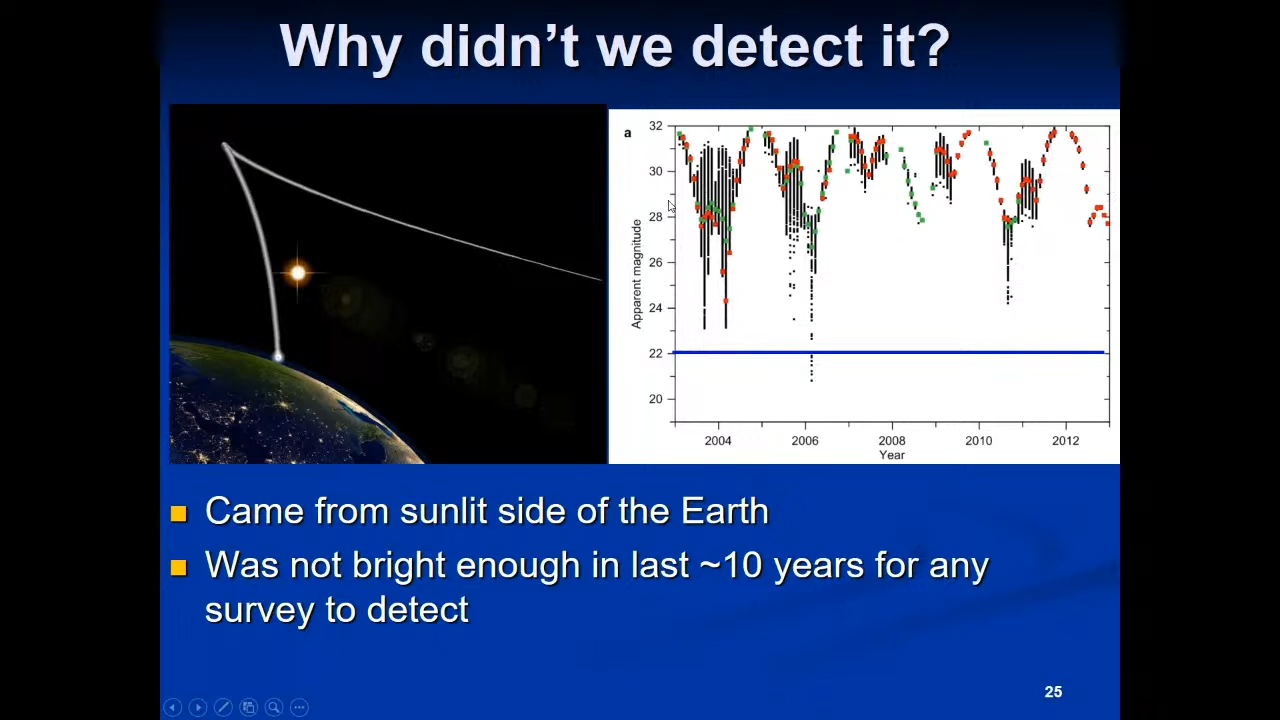 Why didn't we detect it?
a
32
30
28
26
24
22
20
Apparent magnitude
2004 2006 2008 2010 2012
Year
Came from sunlit side of the Earth
Was not bright enough in last ~10 years for any
survey to detect
25